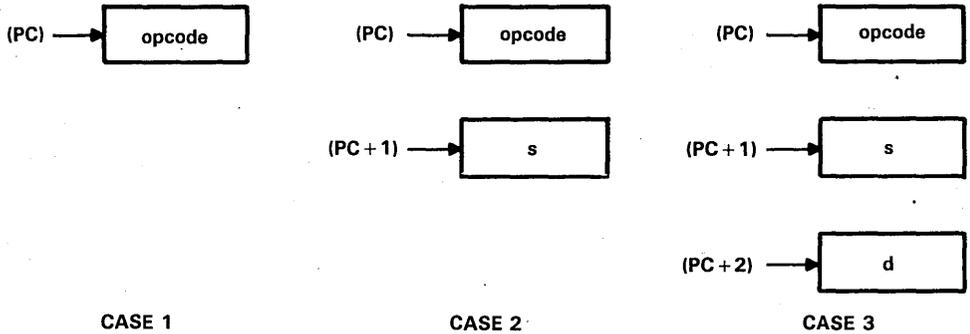 (PC) opcode (PC) opcode (PC) opcode
(PC+1) s (PC+1) s
(PC+2) d
CASE 1 CASE 2 CASE 3